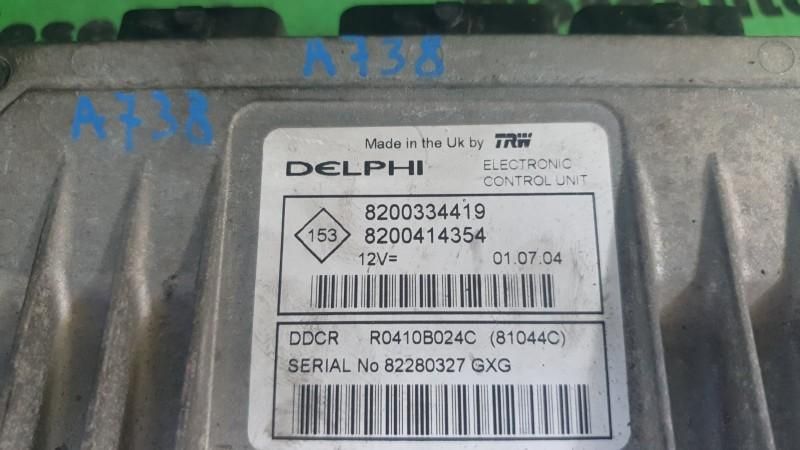 A738
A738
Made in the Uk by TRW
DELPHI ELECTRONIC CONTROL UNIT
153
8200334419
8200414354
12V= 01.07.04
DDCR R0410B024C (81044C)
SERIAL No 82280327 GXG